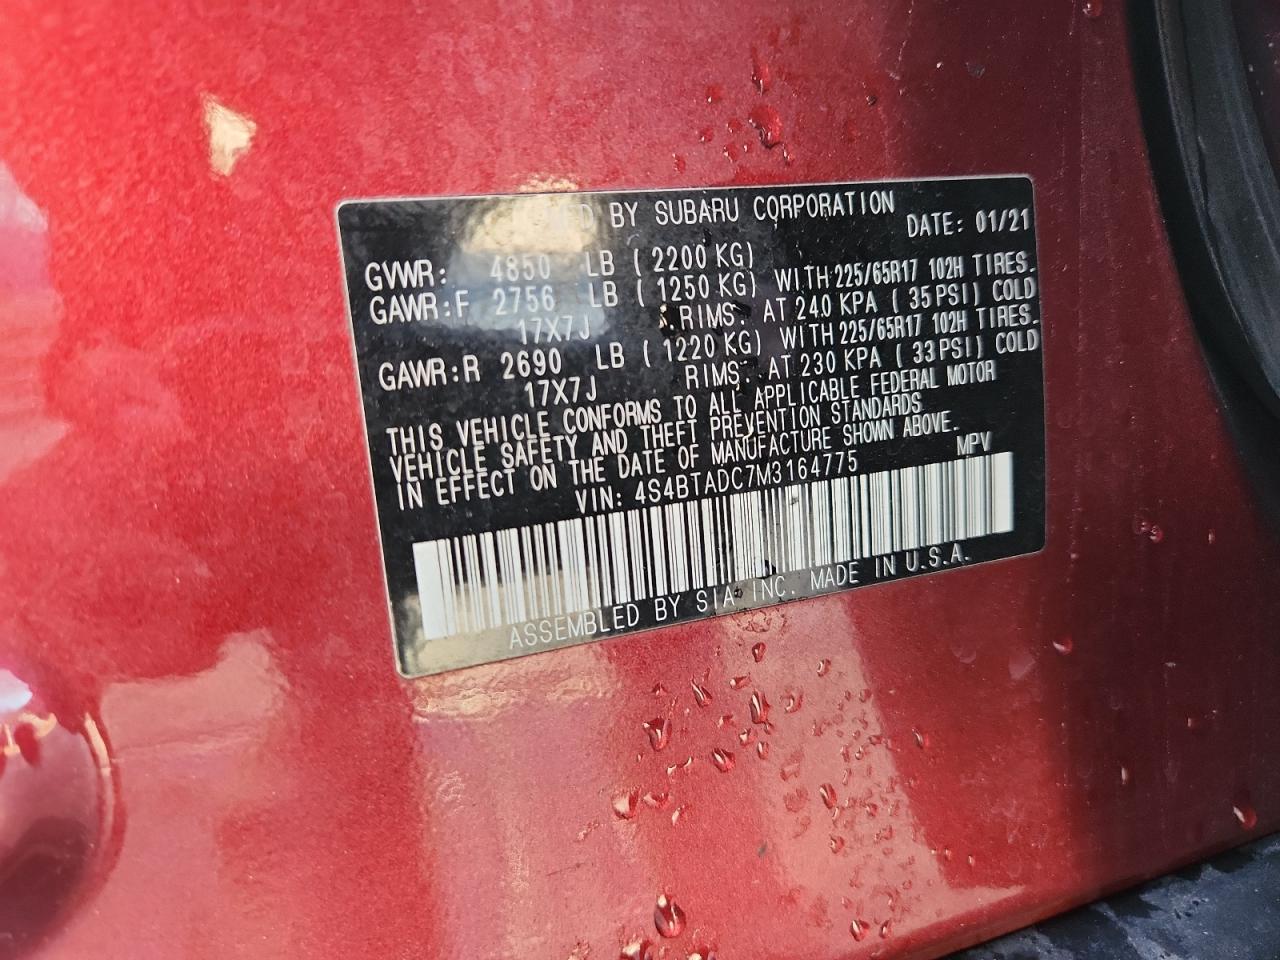 MFD BY SUBARU CORPORATION
DATE: 01/21
GVWR: 4850 LB ( 2200 KG)
GAWR:F 2756 LB ( 1250 KG) WITH 225/65R17 102H TIRES.
17X7J RIMS. AT 240 KPA ( 35 PSI) COLD
GAWR:R 2690 LB ( 1220 KG) WITH 225/65R17 102H TIRES.
17X7J RIMS. AT 230 KPA ( 33 PSI) COLD
THIS VEHICLE CONFORMS TO ALL APPLICABLE FEDERAL MOTOR
VEHICLE SAFETY AND THEFT PREVENTION STANDARDS
IN EFFECT ON THE DATE OF MANUFACTURE SHOWN ABOVE.
VIN: 4S4BTADC7M3164775 MPV
ASSEMBLED BY SIA INC. MADE IN U.S.A.